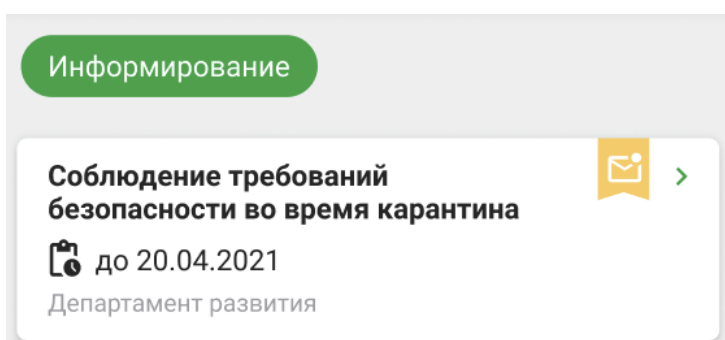 Информирование
Соблюдение требований
безопасности во время карантина
до 20.04.2021
Департамент развития